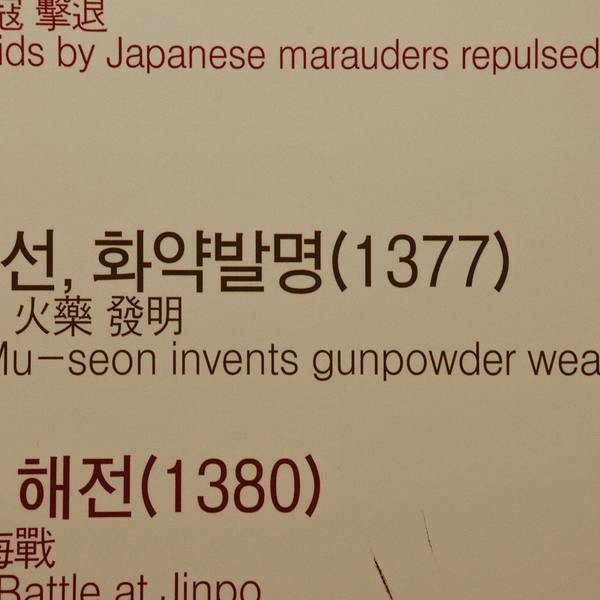 寇 擊退
ids by Japanese marauders repulsed
선, 화약발명(1377)
火藥 發明
Mu-seon invents gunpowder wea
해전(1380)
海戰
Battle at Jinpo